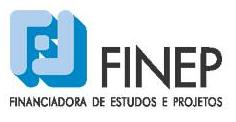 FINEP
FINANCIADORA DE ESTUDOS E PROJETOS